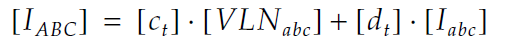 [I_{ABC}] = [c_t] · [VLN_{abc}] + [d_t] · [I_{abc}]